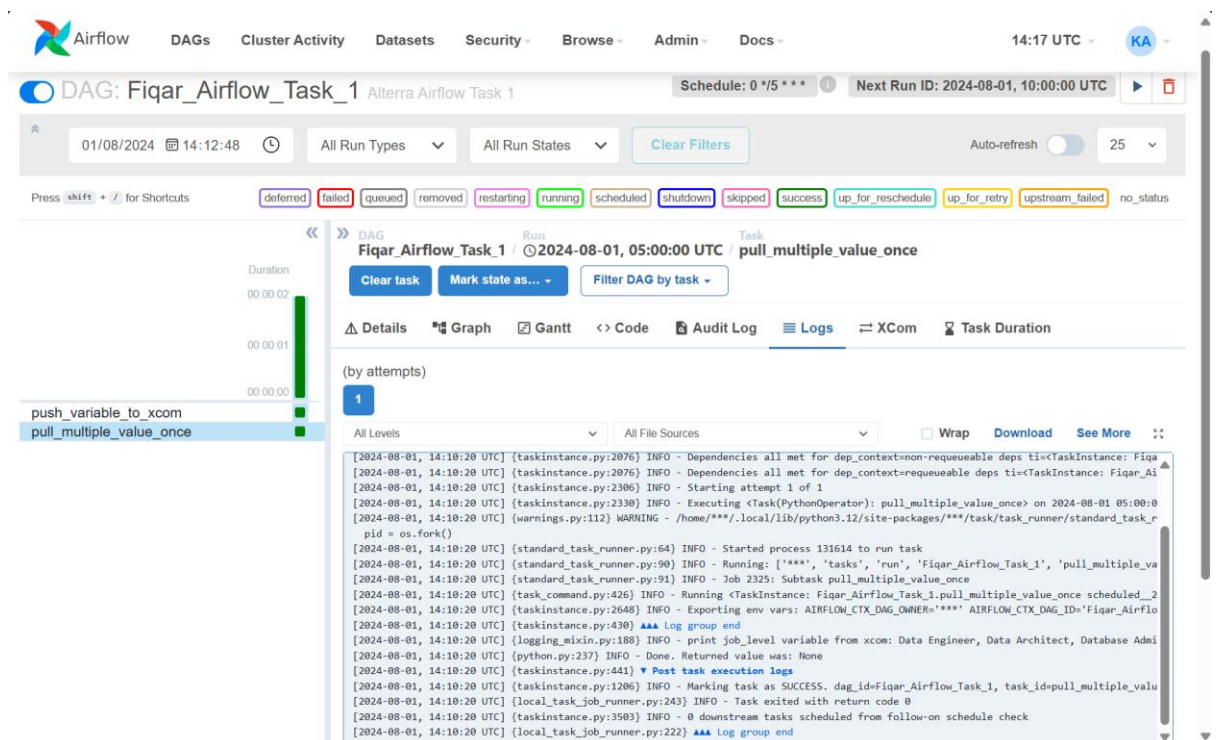 Airflow DAGs Cluster Activity Datasets Security Browse Admin Docs 14:17 UTC KA
DAG: Fiqar_Airflow_Task_1 Alterra Airflow Task 1 Schedule: 0 */5 * * * Next Run ID: 2024-08-01, 10:00:00 UTC
01/08/2024 14:12:48 All Run Types All Run States Clear Filters Auto-refresh 25
Press shift + / for Shortcuts deferred failed queued removed restarting running scheduled shutdown skipped success up_for_reschedule up_for_retry upstream_failed no_status
Duration
00:00:02
00:00:01
00:00:00
push_variable_to_xcom
pull_multiple_value_once
DAG Run Task
Fiqar_Airflow_Task_1 / 2024-08-01, 05:00:00 UTC / pull_multiple_value_once
Clear task Mark state as... Filter DAG by task
Details Graph Gantt Code Audit Log Logs XCom Task Duration
(by attempts)
1
All Levels All File Sources Wrap Download See More
[2024-08-01, 14:10:20 UTC] {taskinstance.py:2076} INFO - Dependencies all met for dep_context=non-requeueable deps ti=<TaskInstance: Fiqa
[2024-08-01, 14:10:20 UTC] {taskinstance.py:2076} INFO - Dependencies all met for dep_context=requeueable deps ti=<TaskInstance: Fiqar_Ai
[2024-08-01, 14:10:20 UTC] {taskinstance.py:2306} INFO - Starting attempt 1 of 1
[2024-08-01, 14:10:20 UTC] {taskinstance.py:2330} INFO - Executing <Task(PythonOperator): pull_multiple_value_once> on 2024-08-01 05:00:0
[2024-08-01, 14:10:20 UTC] {warnings.py:112} WARNING - /home/***/.local/lib/python3.12/site-packages/***/task/task_runner/standard_task_r
pid = os.fork()
[2024-08-01, 14:10:20 UTC] {standard_task_runner.py:64} INFO - Started process 131614 to run task
[2024-08-01, 14:10:20 UTC] {standard_task_runner.py:90} INFO - Running: ['***', 'tasks', 'run', 'Fiqar_Airflow_Task_1', 'pull_multiple_va
[2024-08-01, 14:10:20 UTC] {standard_task_runner.py:91} INFO - Job 2325: Subtask pull_multiple_value_once
[2024-08-01, 14:10:20 UTC] {task_command.py:426} INFO - Running <TaskInstance: Fiqar_Airflow_Task_1.pull_multiple_value_once scheduled__2
[2024-08-01, 14:10:20 UTC] {taskinstance.py:2648} INFO - Exporting env vars: AIRFLOW_CTX_DAG_OWNER='***' AIRFLOW_CTX_DAG_ID='Fiqar_Airflo
[2024-08-01, 14:10:20 UTC] {taskinstance.py:430} ▲▲▲ Log group end
[2024-08-01, 14:10:20 UTC] {logging_mixin.py:188} INFO - print job_level variable from xcom: Data Engineer, Data Architect, Database Admi
[2024-08-01, 14:10:20 UTC] {python.py:237} INFO - Done. Returned value was: None
[2024-08-01, 14:10:20 UTC] {taskinstance.py:441} ▼ Post task execution logs
[2024-08-01, 14:10:20 UTC] {taskinstance.py:1206} INFO - Marking task as SUCCESS. dag_id=Fiqar_Airflow_Task_1, task_id=pull_multiple_valu
[2024-08-01, 14:10:20 UTC] {local_task_job_runner.py:243} INFO - Task exited with return code 0
[2024-08-01, 14:10:20 UTC] {taskinstance.py:3503} INFO - 0 downstream tasks scheduled from follow-on schedule check
[2024-08-01, 14:10:20 UTC] {local_task_job_runner.py:222} ▲▲▲ Log group end